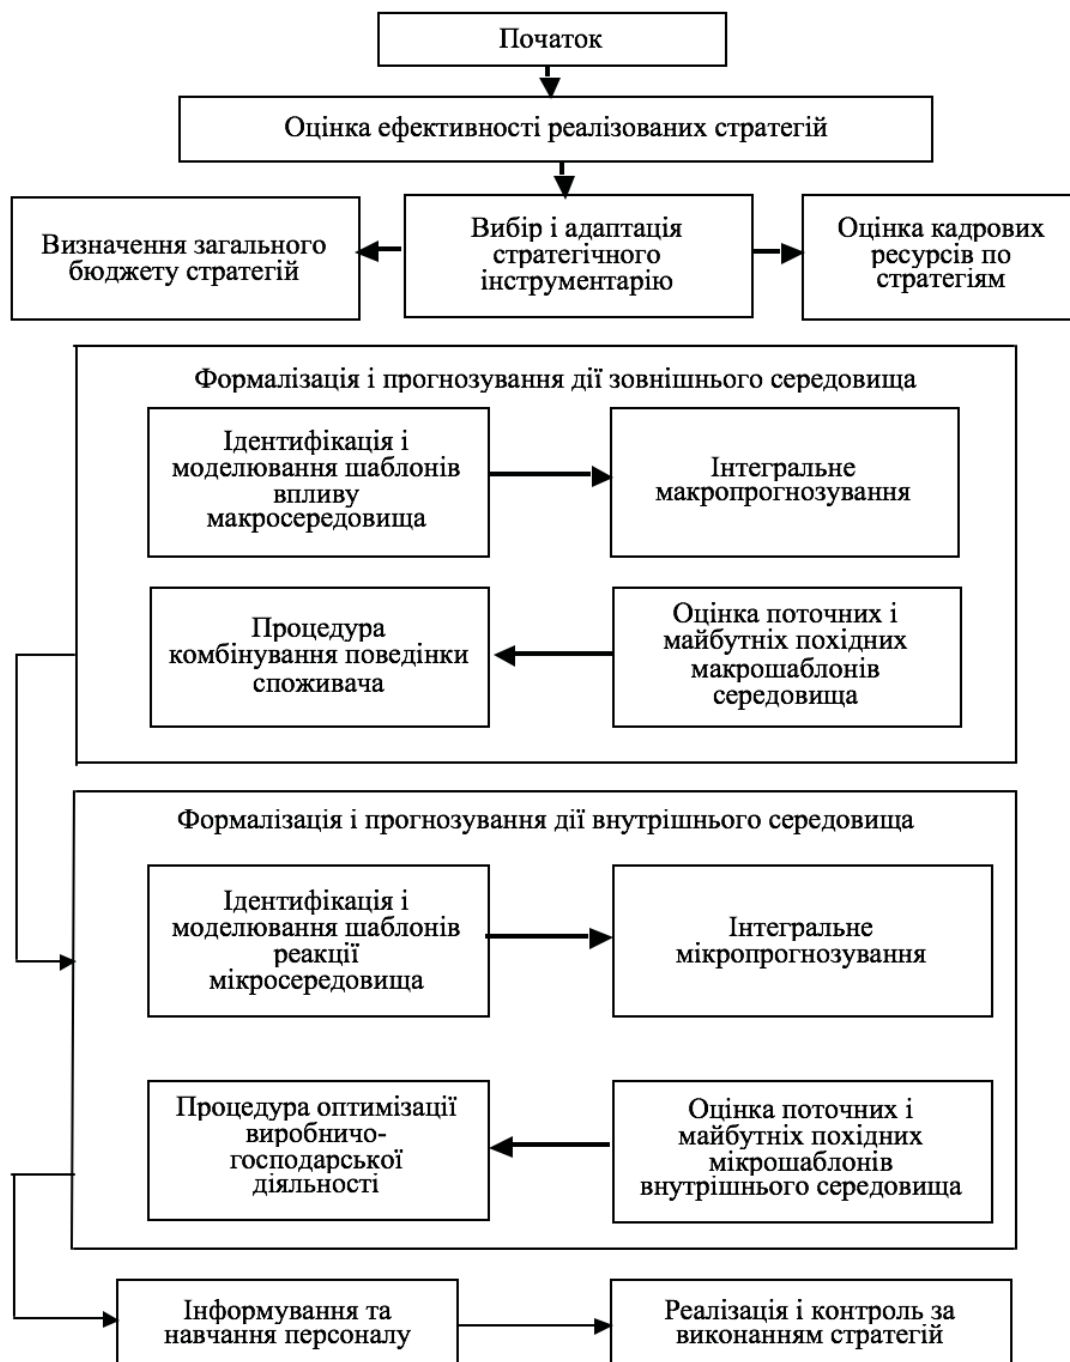 Початок
Оцінка ефективності реалізованих стратегій
Визначення загального
бюджету стратегій
Вибір і адаптація
стратегічного
інструментарію
Оцінка кадрових
ресурсів по
стратегіям
Формалізація і прогнозування дії зовнішнього середовища
Ідентифікація і
моделювання шаблонів
впливу
макросередовища
Інтегральне
макропрогнозування
Процедура
комбінування поведінки
споживача
Оцінка поточних і
майбутніх похідних
макрошаблонів
середовища
Формалізація і прогнозування дії внутрішнього середовища
Ідентифікація і
моделювання шаблонів
реакції
мікросередовища
Інтегральне
мікропрогнозування
Процедура оптимізації
виробничо-
господарської
діяльності
Оцінка поточних і
майбутніх похідних
мікрошаблонів
внутрішнього середовища
Інформування та
навчання персоналу
Реалізація і контроль за
виконанням стратегій